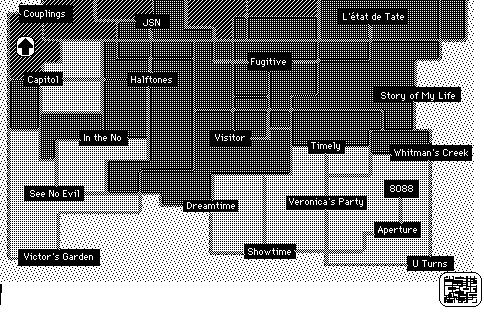 Couplings
JSN
L'état de Tate
Fugitive
Capitol
Halftones
Story of My Life
In the No
Visitor
Timely
Whitman's Creek
See No Evil
8088
Dreamtime
Veronica's Party
Aperture
Showtime
Victor's Garden
U Turns